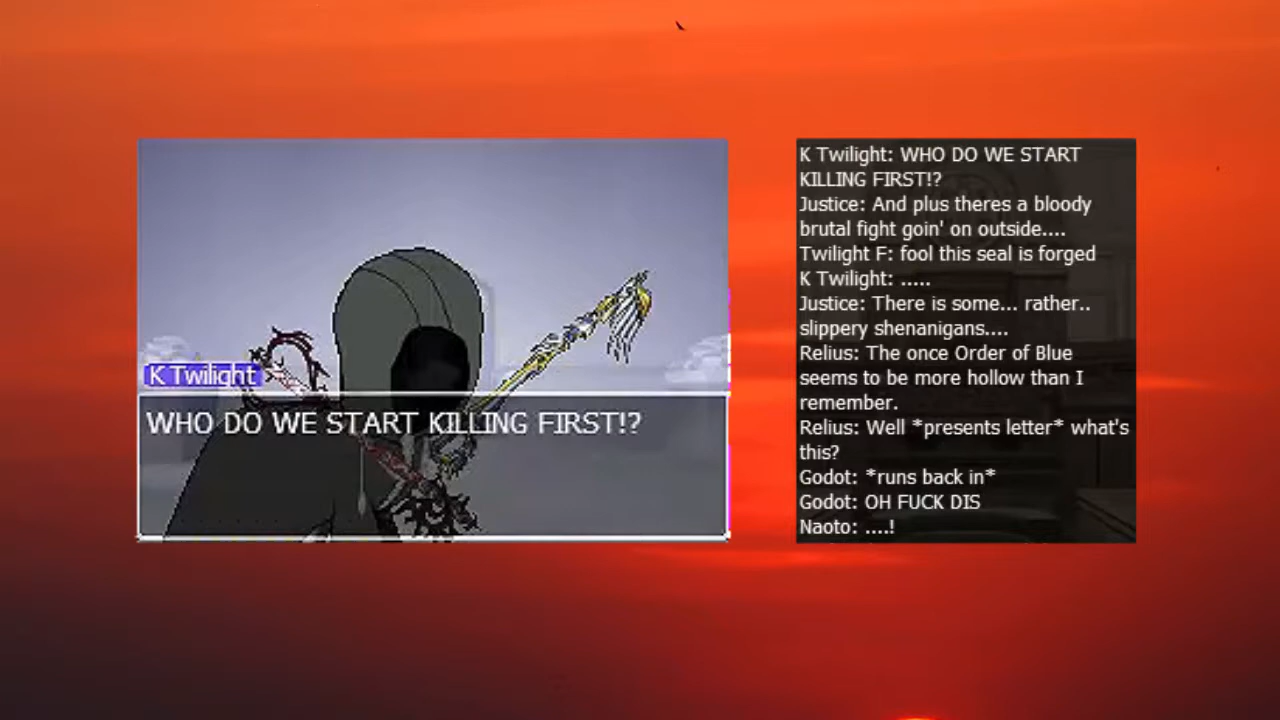 K Twilight
WHO DO WE START KILLING FIRST!?
K Twilight: WHO DO WE START
KILLING FIRST!?
Justice: And plus theres a bloody
brutal fight goin' on outside....
Twilight F: fool this seal is forged
K Twilight: .....
Justice: There is some... rather..
slippery shenanigans....
Relius: The once Order of Blue
seems to be more hollow than I
remember.
Relius: Well *presents letter* what's
this?
Godot: *runs back in*
Godot: OH FUCK DIS
Naoto: ....!